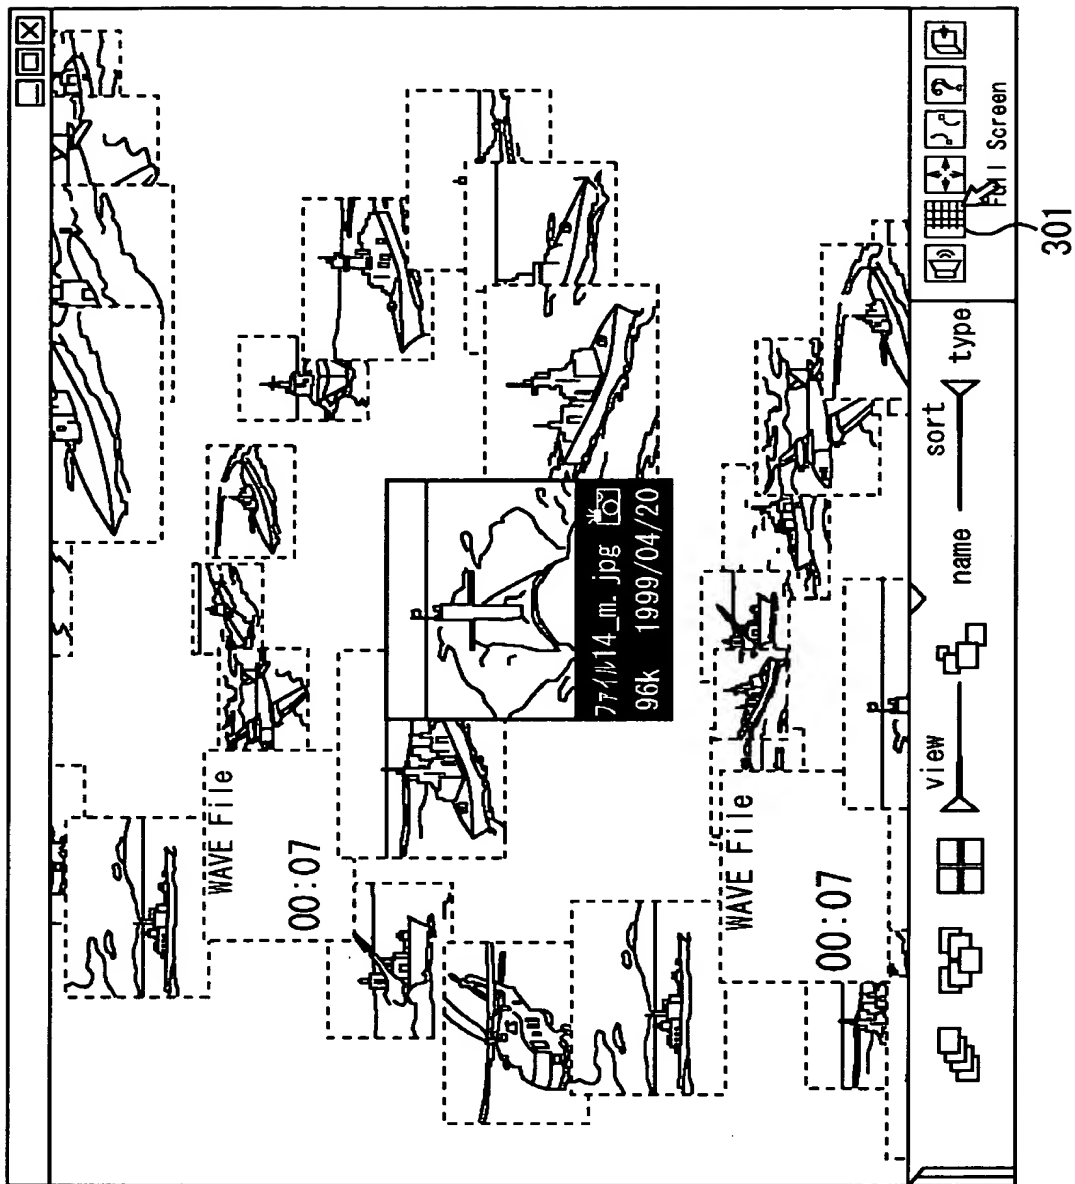 WAVE File
00:07
ファイル14_m.jpg
96k 1999/04/20
WAVE File
00:07
view
name
sort
type
Full Screen
301